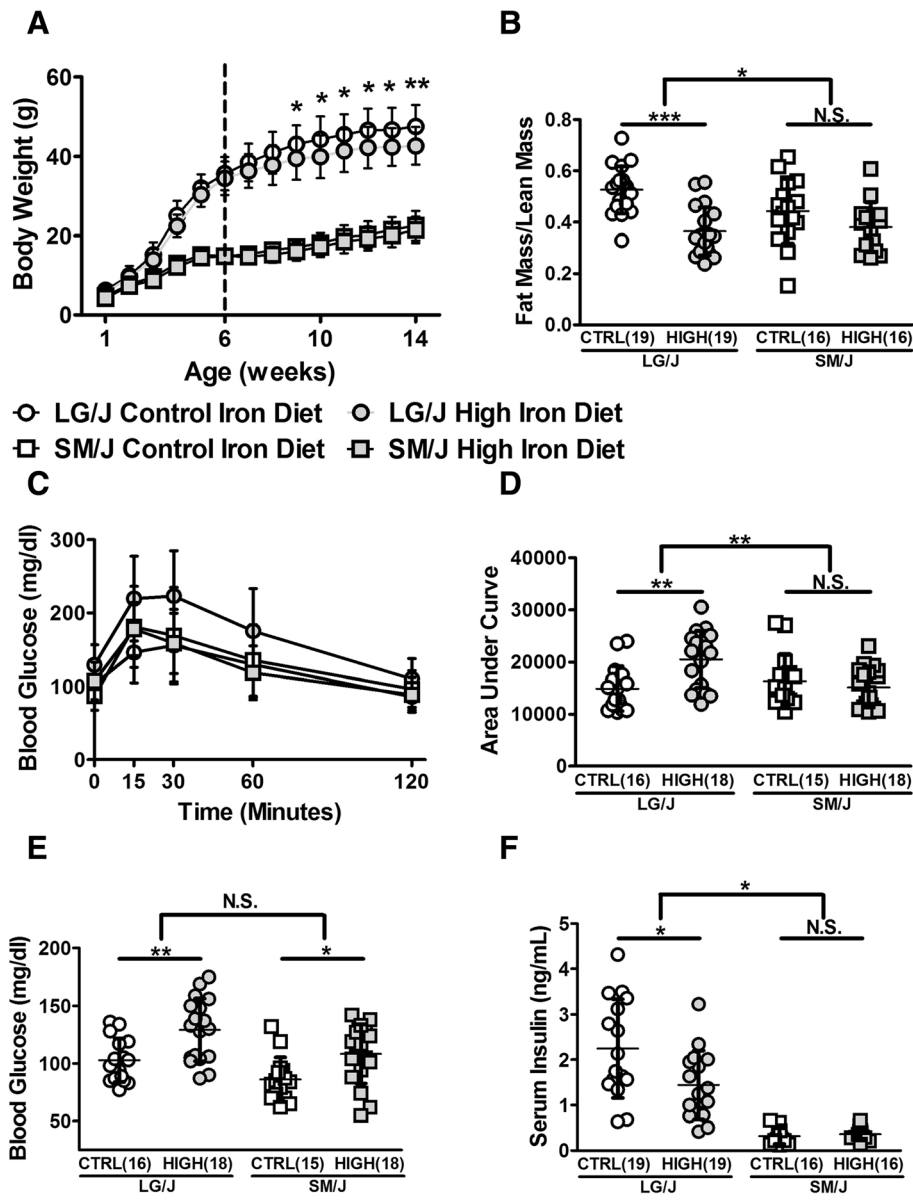 A
Body Weight (g)
60
40
20
0
* * * * * **
1 6 10 14
Age (weeks)
B
Fat Mass/Lean Mass
0.8
0.6
0.4
0.2
0.0
*
*** N.S.
CTRL(19) HIGH(19) CTRL(16) HIGH(16)
LG/J SM/J
LG/J Control Iron Diet LG/J High Iron Diet
SM/J Control Iron Diet SM/J High Iron Diet
C
Blood Glucose (mg/dl)
300
200
100
0
0 15 30 60 120
Time (Minutes)
D
Area Under Curve
40000
30000
20000
10000
0
**
** N.S.
CTRL(16) HIGH(18) CTRL(15) HIGH(18)
LG/J SM/J
E
Blood Glucose (mg/dl)
200
150
100
50
N.S.
** *
CTRL(16) HIGH(18) CTRL(15) HIGH(18)
LG/J SM/J
F
Serum Insulin (ng/mL)
5
4
3
2
1
0
*
* N.S.
CTRL(19) HIGH(19) CTRL(16) HIGH(16)
LG/J SM/J